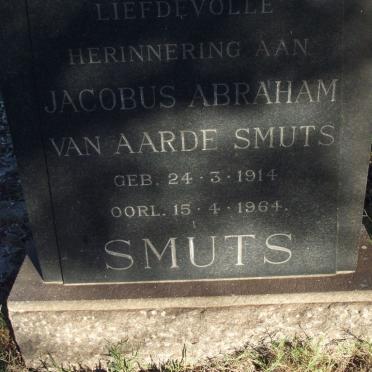 LIEFDEVOLLE
HERINNERING AAN
JACOBUS ABRAHAM
VAN AARDE SMUTS
GEB. 24·3·1914
OORL. 15·4·1964.
SMUTS